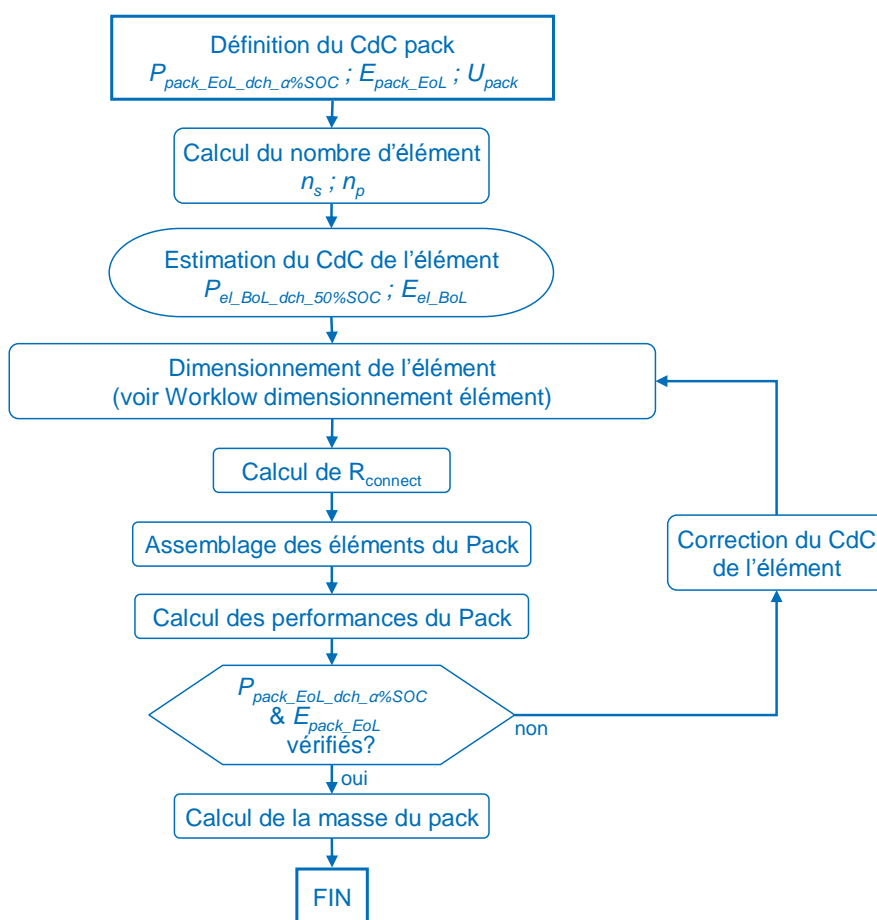 Définition du CdC pack
P_pack_EoL_dch_α%SOC ; E_pack_EoL ; U_pack
Calcul du nombre d'élément
n_s ; n_p
Estimation du CdC de l'élément
P_el_BoL_dch_50%SOC ; E_el_BoL
Dimensionnement de l'élément
(voir Worklow dimensionnement élément)
Calcul de R_connect
Assemblage des éléments du Pack
Correction du CdC
de l'élément
Calcul des performances du Pack
P_pack_EoL_dch_α%SOC
& E_pack_EoL
vérifiés?
non
oui
Calcul de la masse du pack
FIN